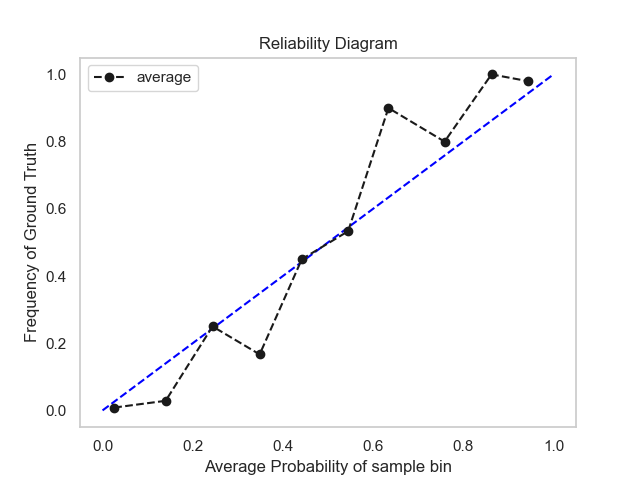 Reliability Diagram
average
Frequency of Ground Truth
1.0
0.8
0.6
0.4
0.2
0.0
0.0 0.2 0.4 0.6 0.8 1.0
Average Probability of sample bin